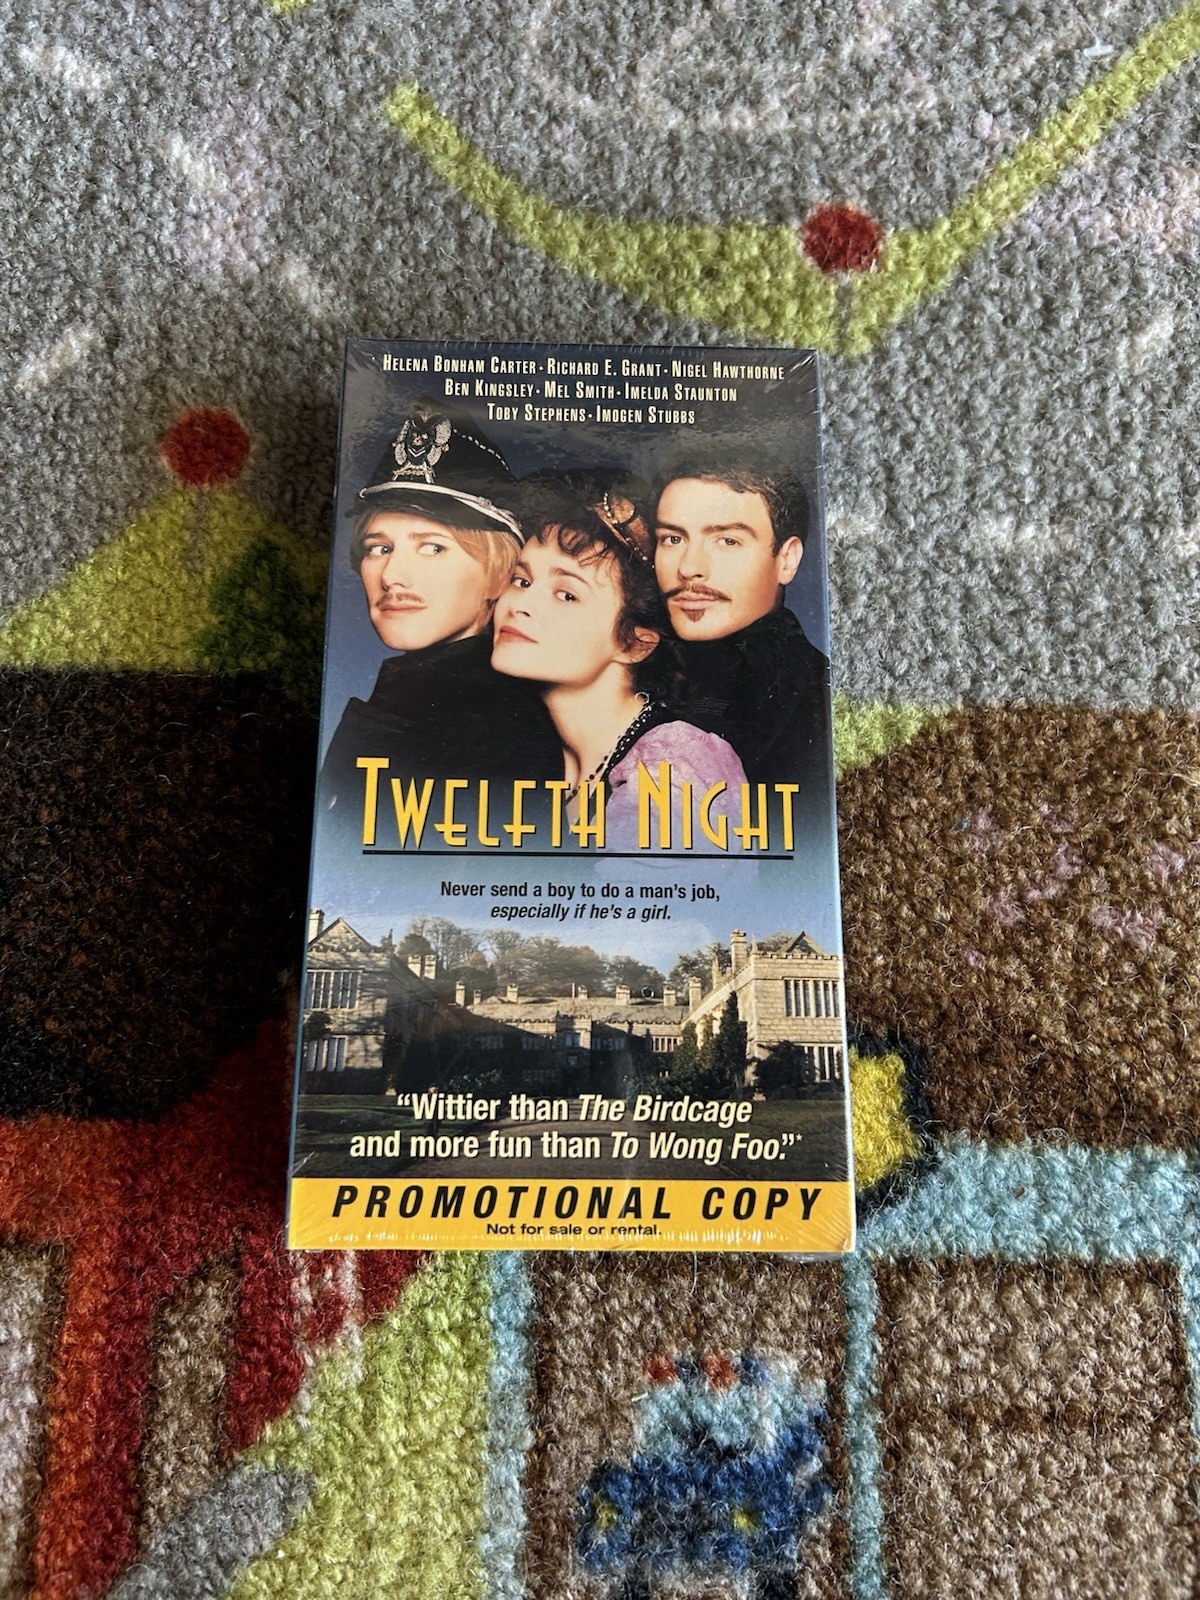 Helena Bonham Carter · Richard E. Grant · Nigel Hawthorne
Ben Kingsley · Mel Smith · Imelda Staunton
Toby Stephens · Imogen Stubbs
Twelfth Night
Never send a boy to do a man's job,
especially if he's a girl.
“Wittier than The Birdcage
and more fun than To Wong Foo.”*
PROMOTIONAL COPY
Not for sale or rental.